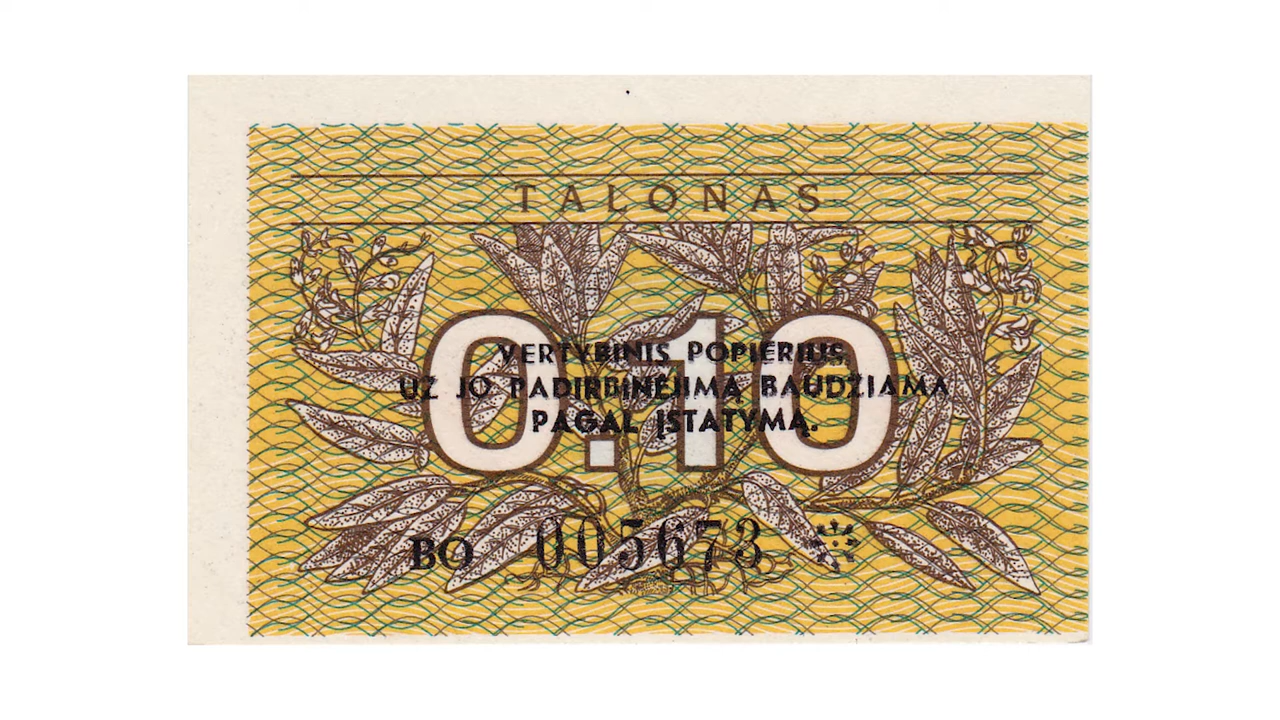 TALONAS
0.10
VERTYBINIS POPIERIUS
UŽ JO PADIRBINĖJIMĄ BAUDŽIAMA
PAGAL ĮSTATYMĄ.
BO 005673